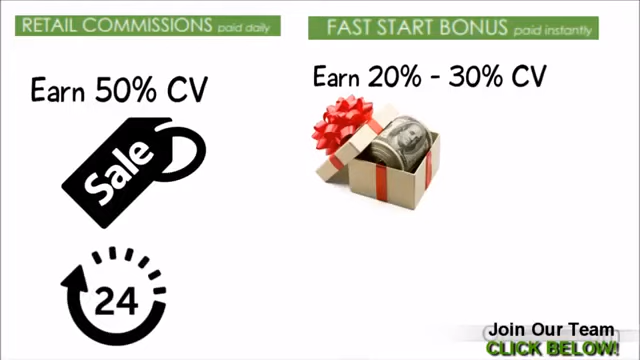 RETAIL COMMISSIONS paid daily
FAST START BONUS paid instantly
Earn 50% CV
Earn 20% - 30% CV
Sale
24
Join Our Team
CLICK BELOW!